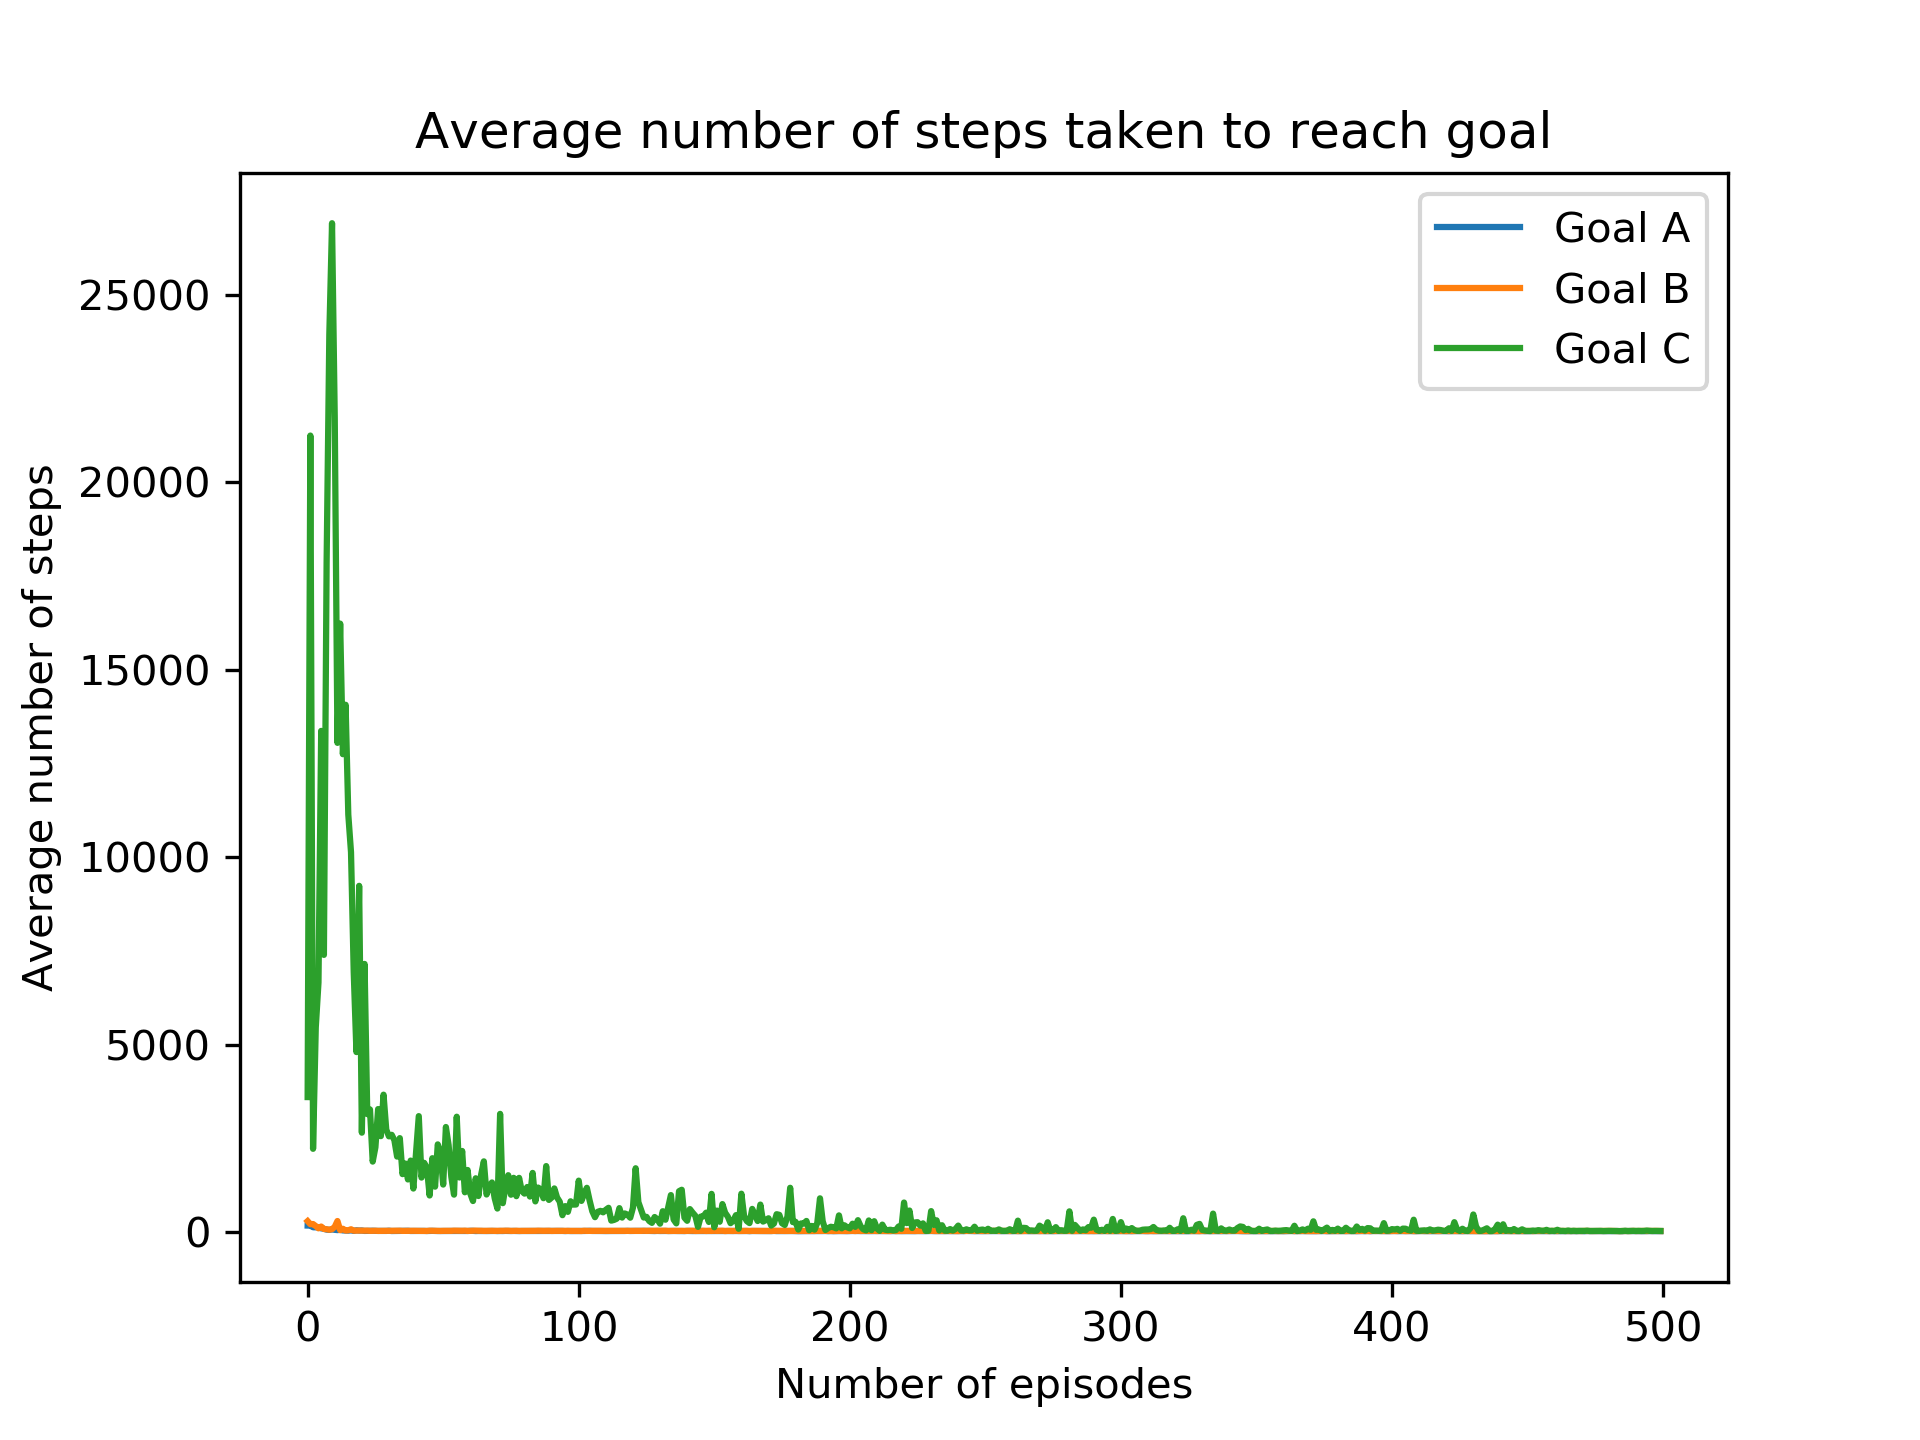 Average number of steps taken to reach goal
Goal A
Goal B
Goal C
Average number of steps
25000
20000
15000
10000
5000
0
0 100 200 300 400 500
Number of episodes